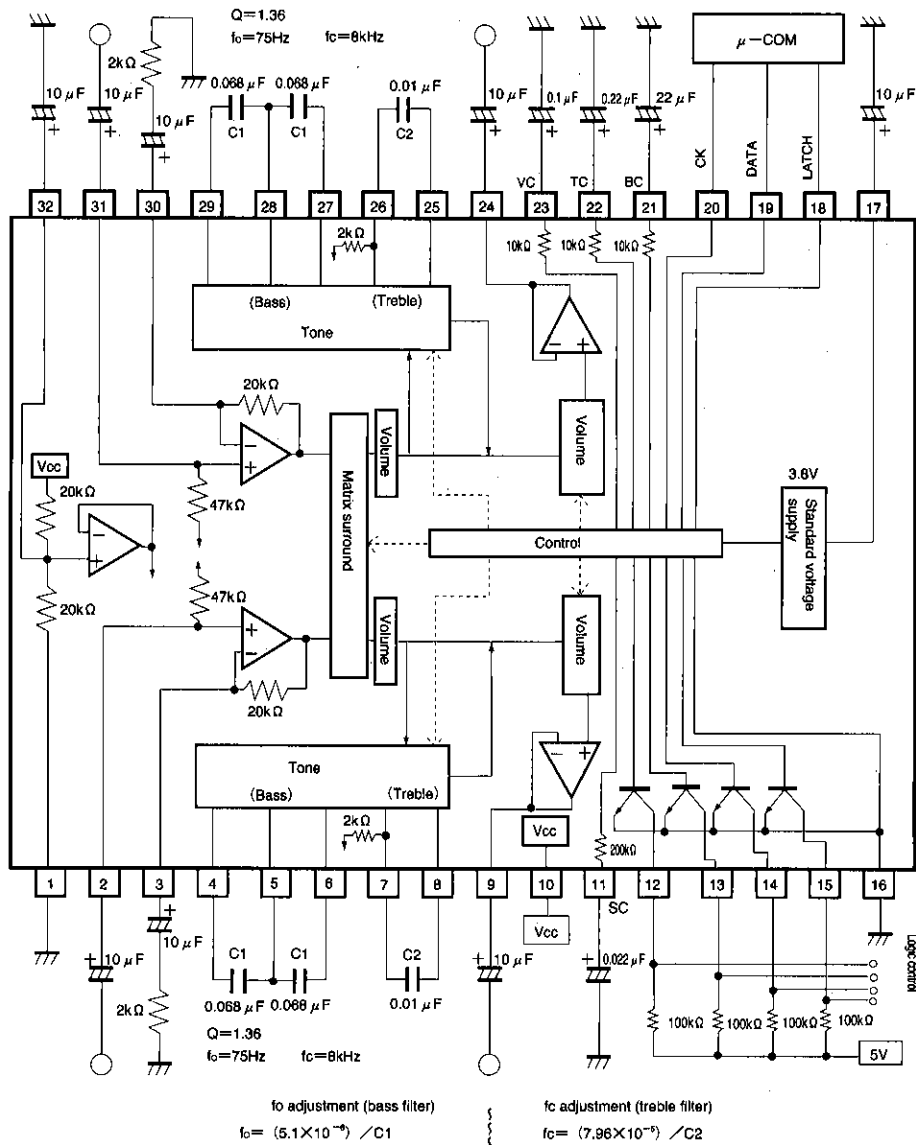 Q=1.36
fo=75Hz fc=8kHz
μ-COM
2kΩ
10μF
10μF
10μF
0.068μF 0.068μF
C1 C1
0.01μF
C2
10μF
0.1μF
0.22μF
22μF
10μF
CK
DATA
LATCH
VC TC BC
32 31 30 29 28 27 26 25 24 23 22 21 20 19 18 17
2kΩ
10kΩ 10kΩ 10kΩ
(Bass) (Treble)
Tone
20kΩ
Vcc
20kΩ
47kΩ
Matrix surround
Volume
Volume
3.8V
Standard voltage supply
Control
20kΩ
47kΩ
20kΩ
Volume
Volume
Tone
(Bass) (Treble)
2kΩ
Vcc
200kΩ
1 2 3 4 5 6 7 8 9 10 11 12 13 14 15 16
SC
Vcc
10μF
10μF
2kΩ
C1 C1
0.068μF 0.068μF
C2
0.01μF
10μF
0.022μF
Logic control
100kΩ 100kΩ 100kΩ 100kΩ
5V
Q=1.36
fo=75Hz fc=8kHz
fo adjustment (bass filter) fc adjustment (treble filter)
fo= (5.1×10⁻⁶) /C1 fc= (7.96×10⁻⁵) /C2